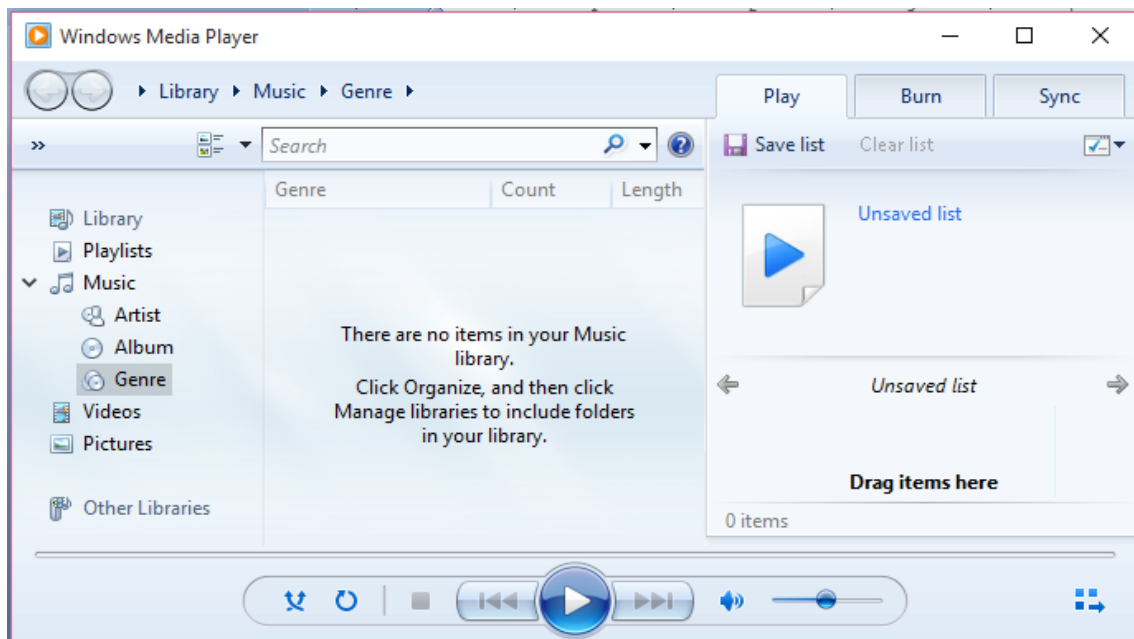 Windows Media Player
Library Music Genre
Play Burn Sync
» Search
Save list Clear list
Genre Count Length
Library
Playlists
Music
Artist
Album
Genre
Videos
Pictures
Other Libraries
There are no items in your Music
library.
Click Organize, and then click
Manage libraries to include folders
in your library.
Unsaved list
Unsaved list
Drag items here
0 items